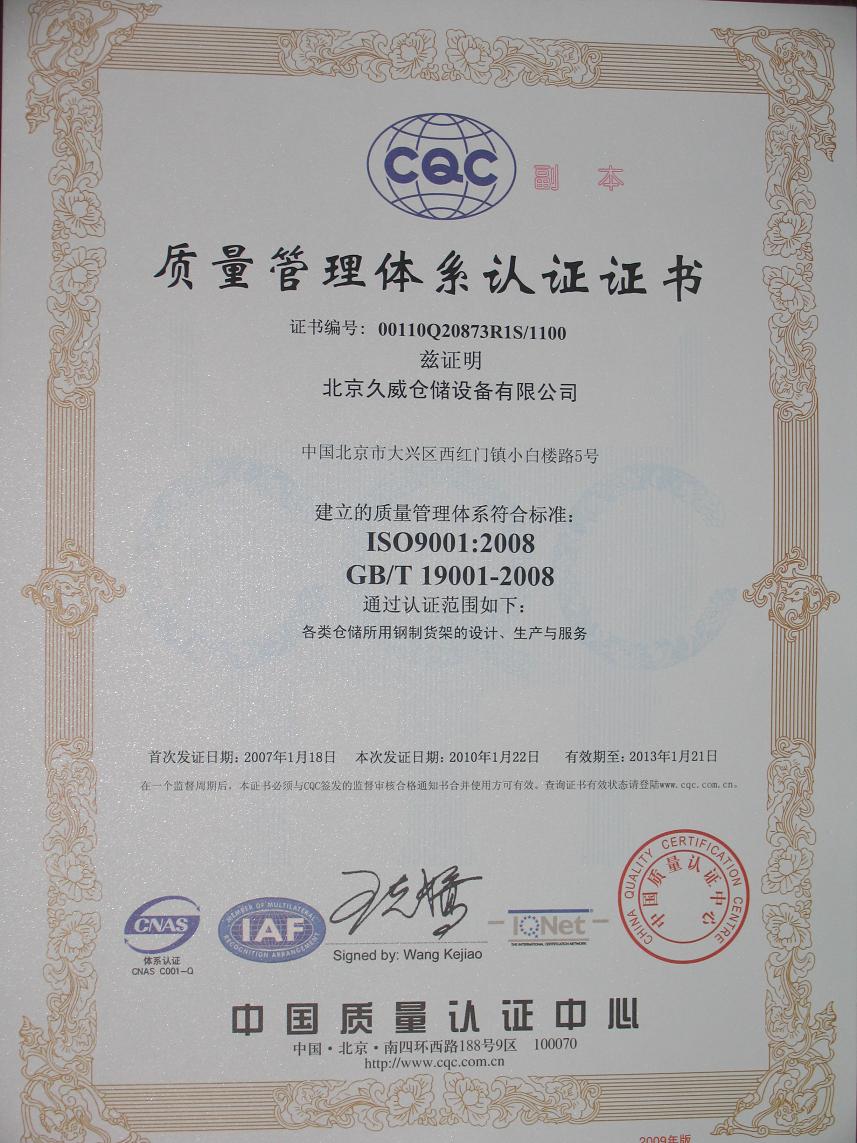 CQC
副 本
质量管理体系认证证书
证书编号: 00110Q20873R1S/1100
兹证明
北京久威仓储设备有限公司
中国北京市大兴区西红门镇小白楼路5号
建立的质量管理体系符合标准:
ISO9001:2008
GB/T 19001-2008
通过认证范围如下:
各类仓储所用钢制货架的设计、生产与服务
首次发证日期: 2007年1月18日 本次发证日期: 2010年1月22日 有效期至: 2013年1月21日
在一个监督周期后, 本证书必须与CQC签发的监督审核合格通知书合并使用方可有效。查询证书有效状态请登陆www.cqc.com.cn。
CNAS
体系认证
CNAS C001-Q
MEMBER OF MULTILATERAL
IAF
RECOGNITION ARRANGEMENT
王克娇
Signed by: Wang Kejiao
IQNet
THE INTERNATIONAL CERTIFICATION NETWORK
CHINA QUALITY CERTIFICATION CENTRE
中国质量认证中心
中国质量认证中心
中国·北京·南四环西路188号9区 100070
http://www.cqc.com.cn
2009年版